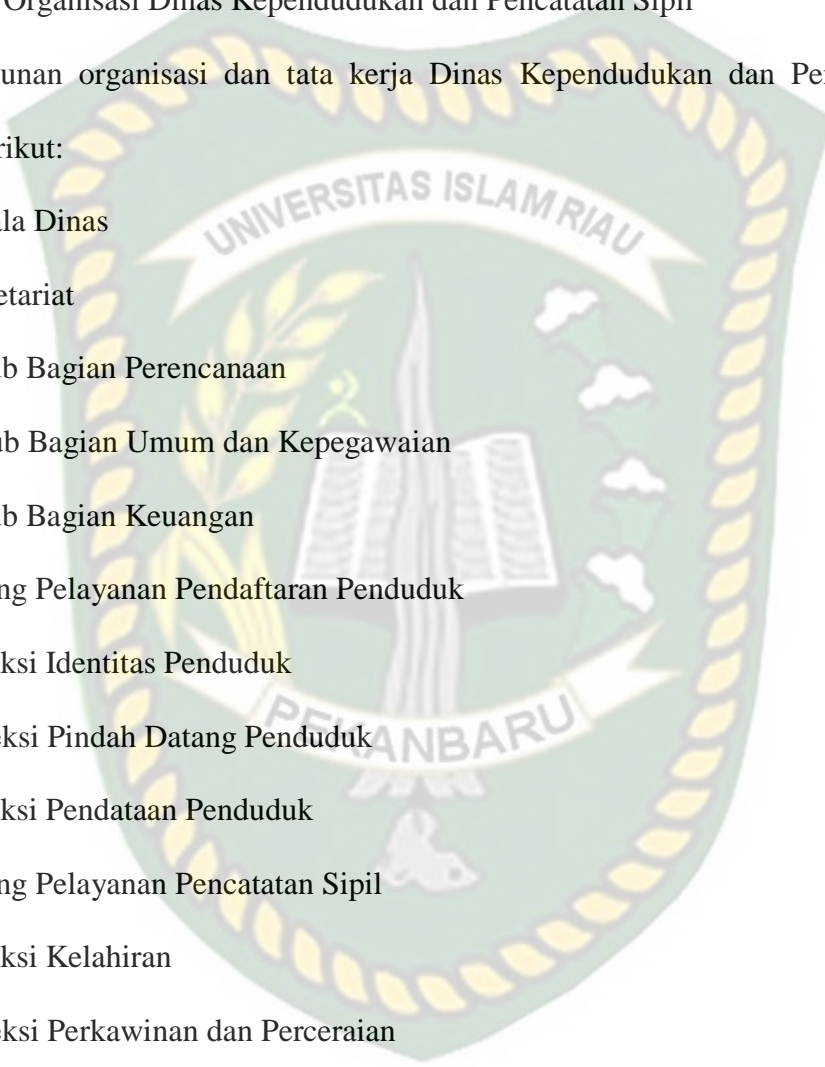 Organisasi Dinas Kependudukan dan Pencatatan Sipil
unan organisasi dan tata kerja Dinas Kependudukan dan Pe
rikut:
la Dinas
etariat
b Bagian Perencanaan
ub Bagian Umum dan Kepegawaian
b Bagian Keuangan
ng Pelayanan Pendaftaran Penduduk
ksi Identitas Penduduk
eksi Pindah Datang Penduduk
ksi Pendataan Penduduk
ng Pelayanan Pencatatan Sipil
ksi Kelahiran
eksi Perkawinan dan Perceraian
UNIVERSITAS ISLAM RIAU
PEKANBARU